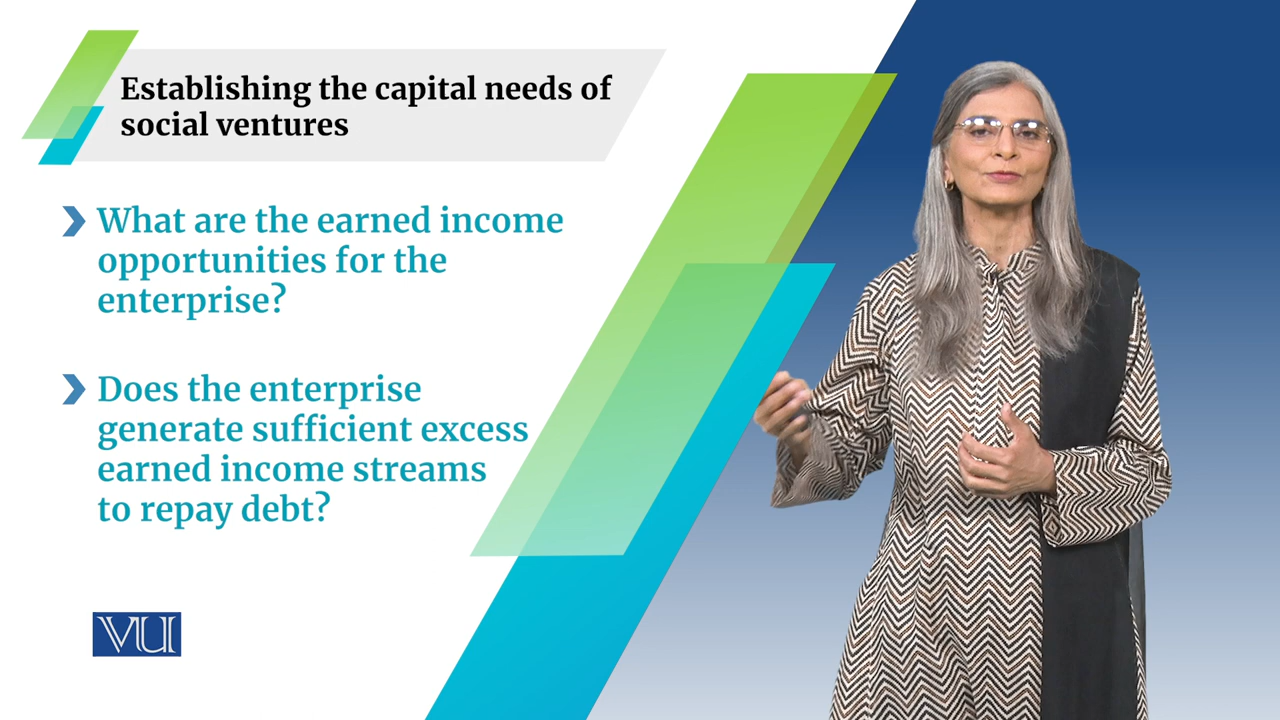 Establishing the capital needs of
social ventures
What are the earned income
opportunities for the
enterprise?
Does the enterprise
generate sufficient excess
earned income streams
to repay debt?
VU